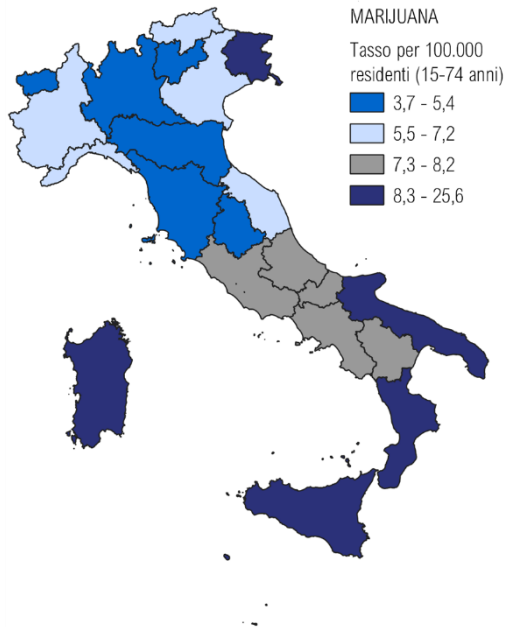 MARIJUANA
Tasso per 100.000
residenti (15-74 anni)
3,7 - 5,4
5,5 - 7,2
7,3 - 8,2
8,3 - 25,6